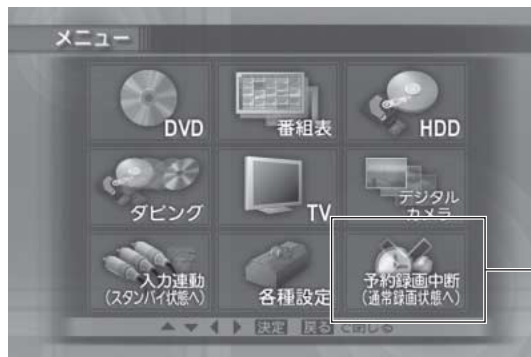 メニュー
DVD
番組表
HDD
ダビング
TV
デジタル
カメラ
入力連動
(スタンバイ状態へ)
各種設定
予約録画中断
(通常録画状態へ)
▲ ▼ ◀ ▶ 決定 戻る で閉じる